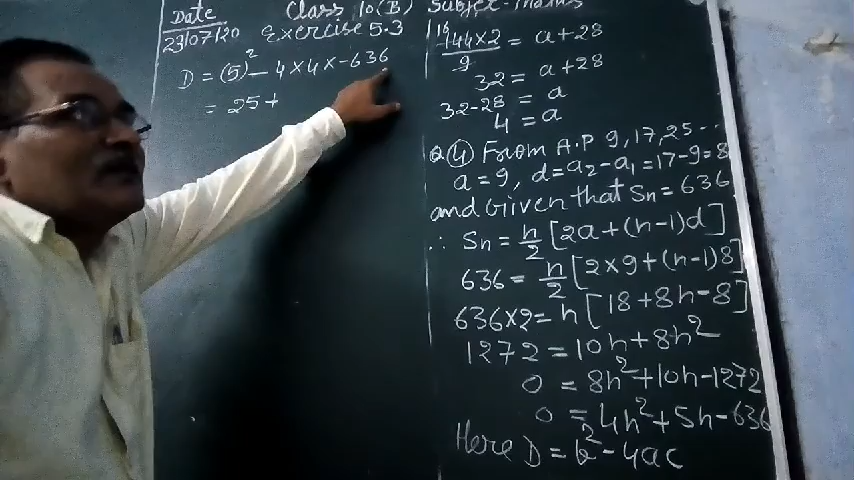 Date
23/07/20
Class 10(B) Subject-Maths
Exercise 5.3
D = (5)² - 4×4×-636
= 25+
16
144×2/9 = a+28
32 = a+28
32-28 = a
4 = a
Q(4) From A.P 9,17,25--
a=9, d=a₂-a₁=17-9=8
and Given that Sn=636
∴ Sn = n/2 [2a+(n-1)d]
636 = n/2 [2×9+(n-1)8]
636×2 = n[18+8n-8]
1272 = 10n+8n²
0 = 8n²+10n-1272
0 = 4n²+5n-636
Here D = b²-4ac